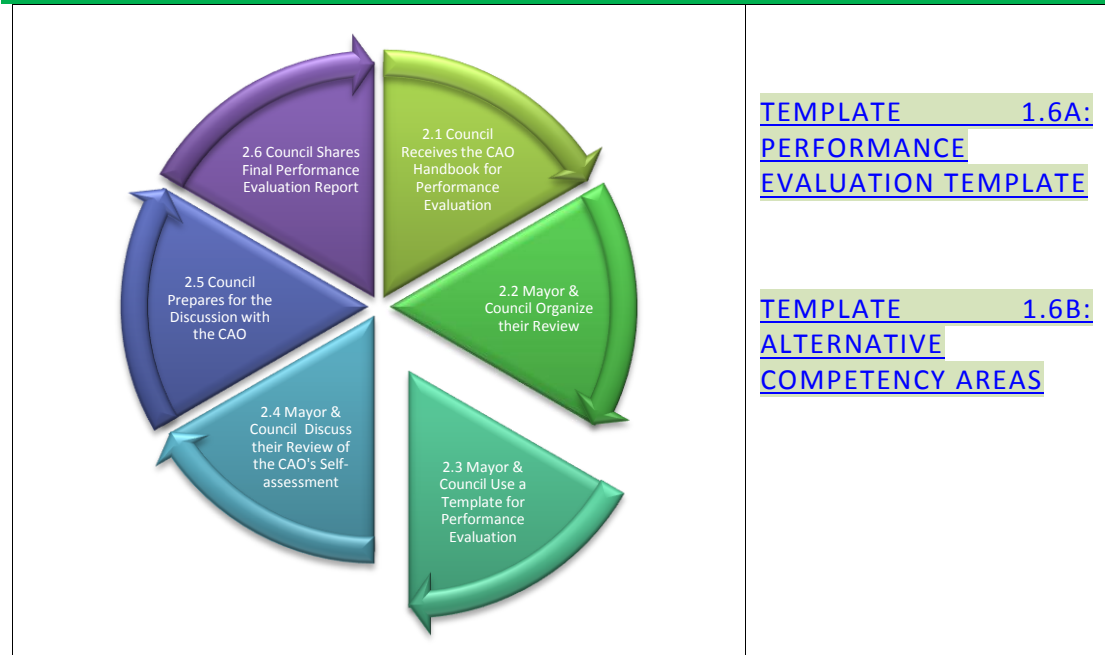 2.1 Council
Receives the CAO
Handbook for
Performance
Evaluation
2.2 Mayor &
Council Organize
their Review
2.3 Mayor &
Council Use a
Template for
Performance
Evaluation
2.4 Mayor &
Council Discuss
their Review of
the CAO's Self-
assessment
2.5 Council
Prepares for the
Discussion with
the CAO
2.6 Council Shares
Final Performance
Evaluation Report
TEMPLATE 1.6A:
PERFORMANCE
EVALUATION TEMPLATE
TEMPLATE 1.6B:
ALTERNATIVE
COMPETENCY AREAS